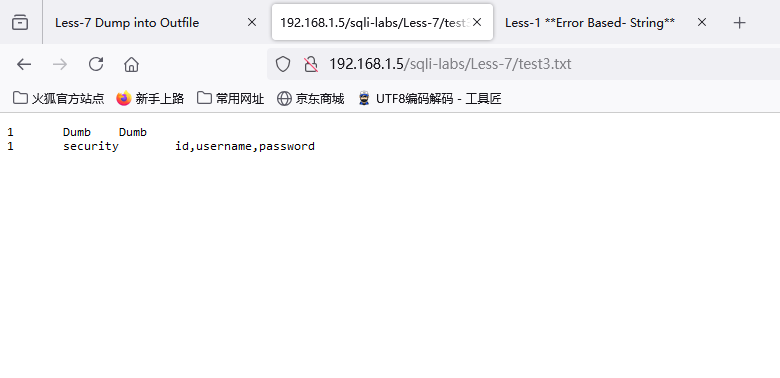 Less-7 Dump into Outfile
192.168.1.5/sqli-labs/Less-7/test3
Less-1 **Error Based- String**
192.168.1.5/sqli-labs/Less-7/test3.txt
火狐官方站点 新手上路 常用网址 京东商城 UTF8编码解码 - 工具匠
1 Dumb Dumb
1 security id,username,password